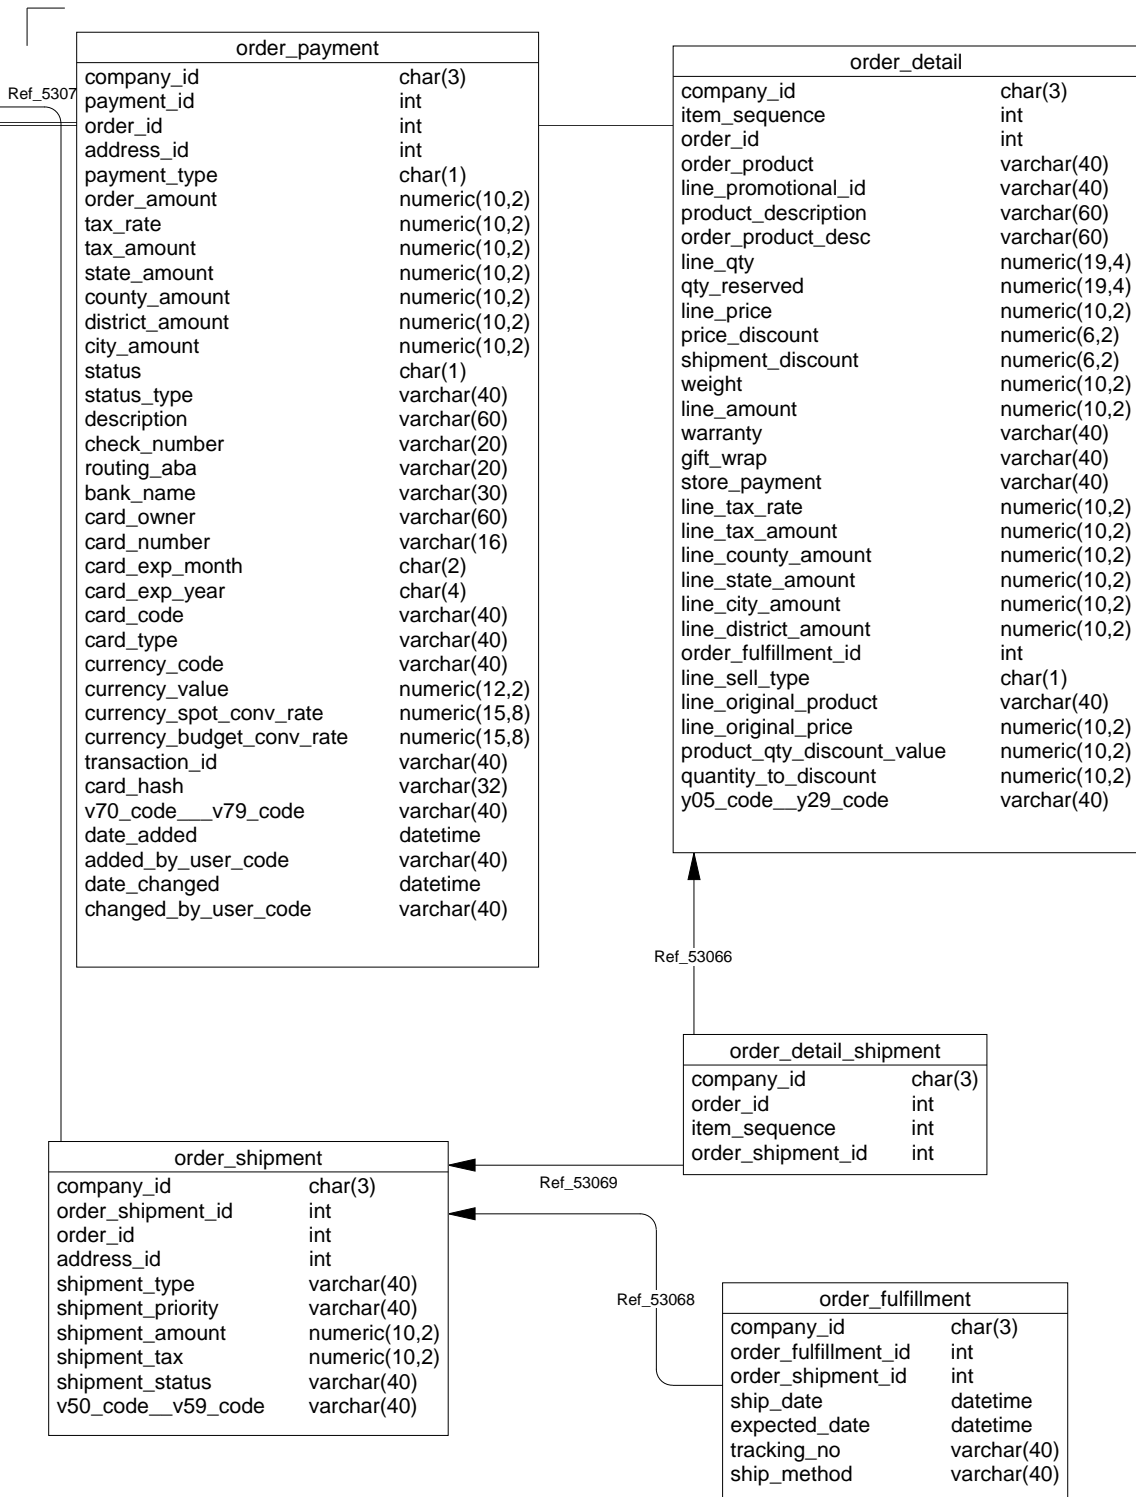 order_payment
company_id char(3)
payment_id int
order_id int
address_id int
payment_type char(1)
order_amount numeric(10,2)
tax_rate numeric(10,2)
tax_amount numeric(10,2)
state_amount numeric(10,2)
county_amount numeric(10,2)
district_amount numeric(10,2)
city_amount numeric(10,2)
status char(1)
status_type varchar(40)
description varchar(60)
check_number varchar(20)
routing_aba varchar(20)
bank_name varchar(30)
card_owner varchar(60)
card_number varchar(16)
card_exp_month char(2)
card_exp_year char(4)
card_code varchar(40)
card_type varchar(40)
currency_code varchar(40)
currency_value numeric(12,2)
currency_spot_conv_rate numeric(15,8)
currency_budget_conv_rate numeric(15,8)
transaction_id varchar(40)
card_hash varchar(32)
v70_code___v79_code varchar(40)
date_added datetime
added_by_user_code varchar(40)
date_changed datetime
changed_by_user_code varchar(40)
Ref_5307
order_detail
company_id char(3)
item_sequence int
order_id int
order_product varchar(40)
line_promotional_id varchar(40)
product_description varchar(60)
order_product_desc varchar(60)
line_qty numeric(19,4)
qty_reserved numeric(19,4)
line_price numeric(10,2)
price_discount numeric(6,2)
shipment_discount numeric(6,2)
weight numeric(10,2)
line_amount numeric(10,2)
warranty varchar(40)
gift_wrap varchar(40)
store_payment varchar(40)
line_tax_rate numeric(10,2)
line_tax_amount numeric(10,2)
line_county_amount numeric(10,2)
line_state_amount numeric(10,2)
line_city_amount numeric(10,2)
line_district_amount numeric(10,2)
order_fulfillment_id int
line_sell_type char(1)
line_original_product varchar(40)
line_original_price numeric(10,2)
product_qty_discount_value numeric(10,2)
quantity_to_discount numeric(10,2)
y05_code__y29_code varchar(40)
Ref_53066
order_detail_shipment
company_id char(3)
order_id int
item_sequence int
order_shipment_id int
Ref_53069
order_shipment
company_id char(3)
order_shipment_id int
order_id int
address_id int
shipment_type varchar(40)
shipment_priority varchar(40)
shipment_amount numeric(10,2)
shipment_tax numeric(10,2)
shipment_status varchar(40)
v50_code__v59_code varchar(40)
Ref_53068
order_fulfillment
company_id char(3)
order_fulfillment_id int
order_shipment_id int
ship_date datetime
expected_date datetime
tracking_no varchar(40)
ship_method varchar(40)